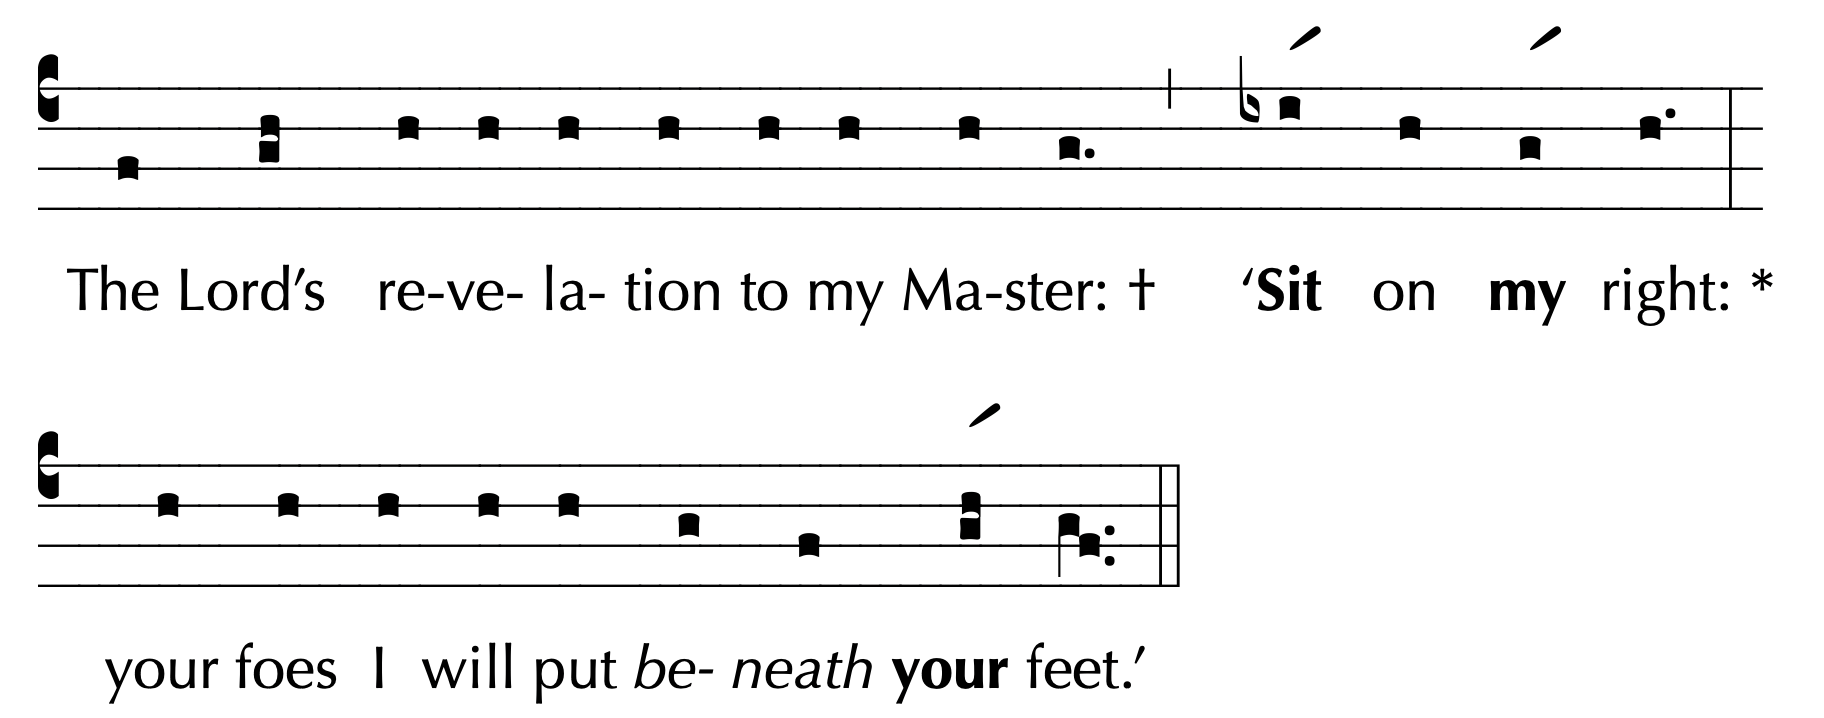 The Lord’s re-ve- la- tion to my Ma-ster: † ‘Sit on my right: *
your foes I will put be- neath your feet.’